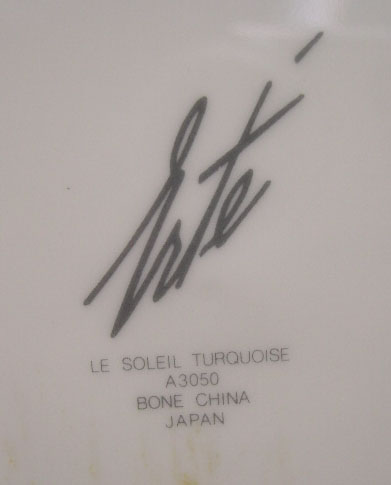 Erté
LE SOLEIL TURQUOISE
A3050
BONE CHINA
JAPAN